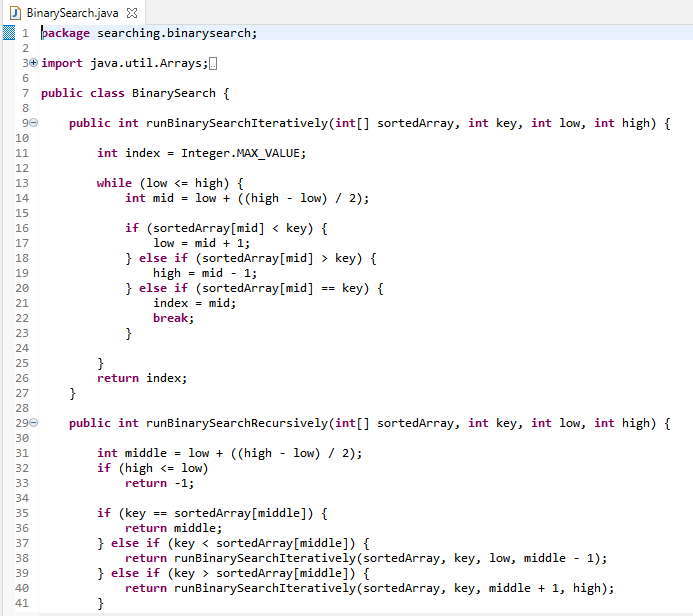 BinarySearch.java
1 package searching.binarysearch;
2
3 import java.util.Arrays;
6
7 public class BinarySearch {
8
9 public int runBinarySearchIteratively(int[] sortedArray, int key, int low, int high) {
10
11 int index = Integer.MAX_VALUE;
12
13 while (low <= high) {
14 int mid = low + ((high - low) / 2);
15
16 if (sortedArray[mid] < key) {
17 low = mid + 1;
18 } else if (sortedArray[mid] > key) {
19 high = mid - 1;
20 } else if (sortedArray[mid] == key) {
21 index = mid;
22 break;
23 }
24
25 }
26 return index;
27 }
28
29 public int runBinarySearchRecursively(int[] sortedArray, int key, int low, int high) {
30
31 int middle = low + ((high - low) / 2);
32 if (high <= low)
33 return -1;
34
35 if (key == sortedArray[middle]) {
36 return middle;
37 } else if (key < sortedArray[middle]) {
38 return runBinarySearchIteratively(sortedArray, key, low, middle - 1);
39 } else if (key > sortedArray[middle]) {
40 return runBinarySearchIteratively(sortedArray, key, middle + 1, high);
41 }